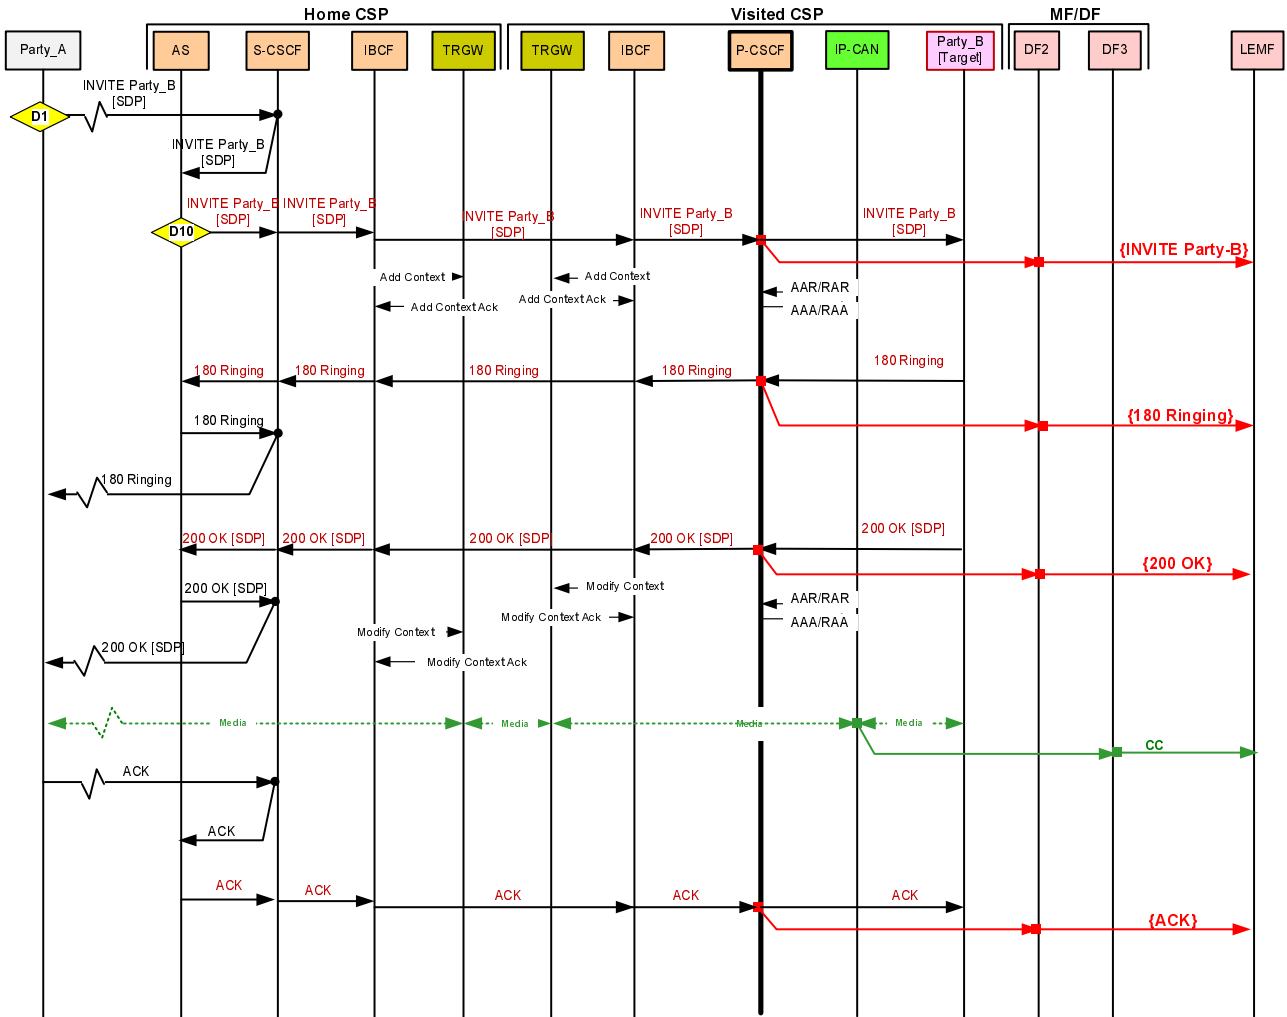 Home CSP
Visited CSP
MF/DF
Party_A
AS
S-CSCF
IBCF
TRGW
TRGW
IBCF
P-CSCF
IP-CAN
Party_B
[Target]
DF2
DF3
LEMF
INVITE Party_B
[SDP]
D1
INVITE Party_B
[SDP]
D10
INVITE Party_B
[SDP]
INVITE Party_B
[SDP]
NVITE Party_B
[SDP]
INVITE Party_B
[SDP]
INVITE Party_B
[SDP]
{INVITE Party-B}
Add Context
Add Context
AAR/RAR
Add Context Ack
Add Context Ack
AAA/RAA
180 Ringing
180 Ringing
180 Ringing
180 Ringing
180 Ringing
180 Ringing
{180 Ringing}
180 Ringing
200 OK [SDP]
200 OK [SDP]
200 OK [SDP]
200 OK [SDP]
200 OK [SDP]
{200 OK}
200 OK [SDP]
Modify Context
AAR/RAR
Modify Context Ack
AAA/RAA
Modify Context
200 OK [SDP]
Modify Context Ack
Media
Media
Media
Media
CC
ACK
ACK
ACK
ACK
ACK
ACK
ACK
{ACK}